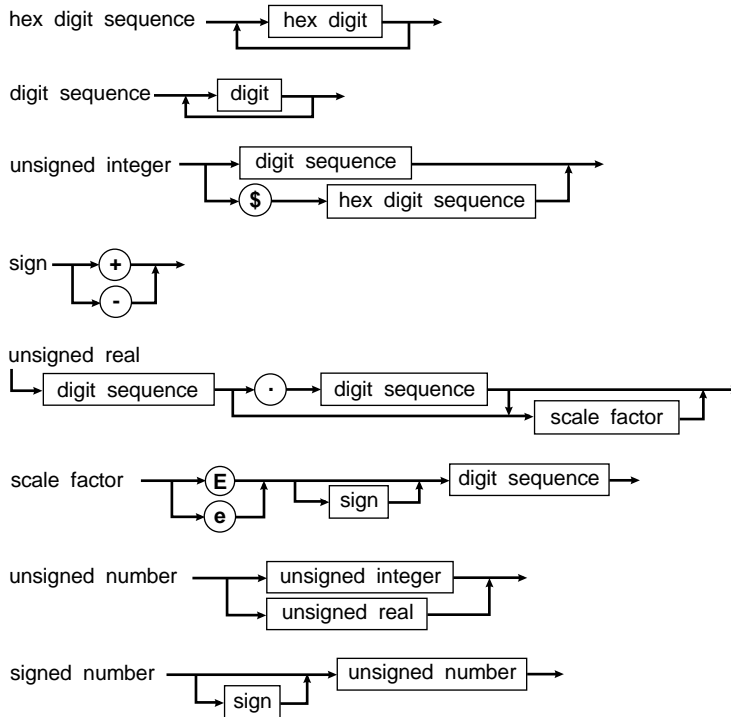 hex digit sequence hex digit
digit sequence digit
unsigned integer digit sequence
$ hex digit sequence
sign +
-
unsigned real
digit sequence . digit sequence
scale factor
scale factor E digit sequence
e sign
unsigned number unsigned integer
unsigned real
signed number unsigned number
sign